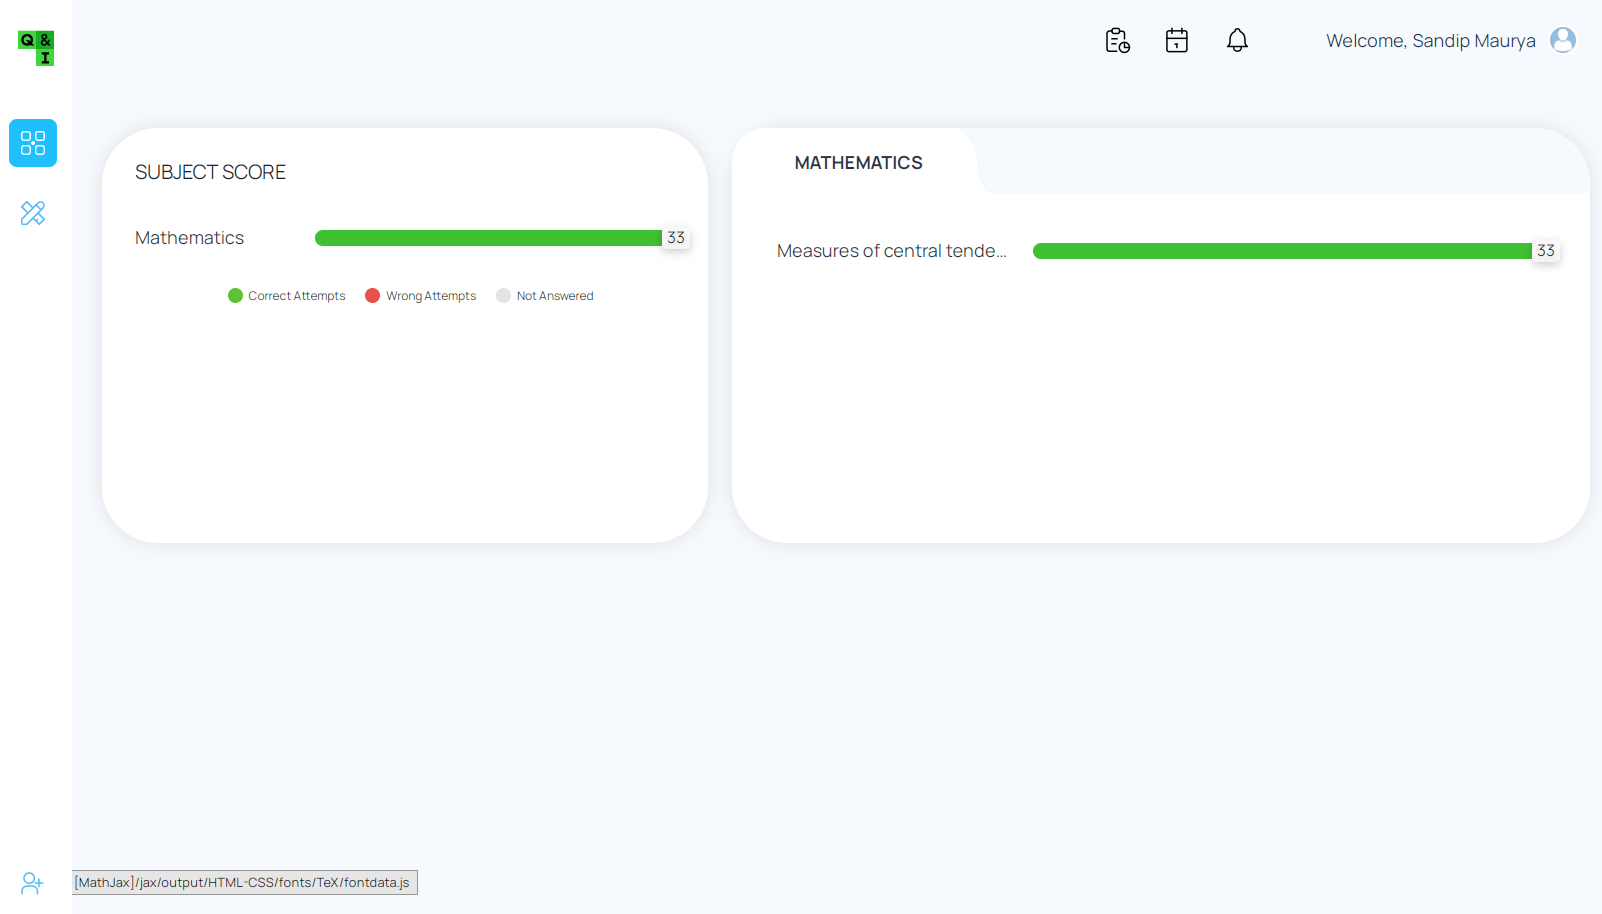 Q &
I
Welcome, Sandip Maurya
SUBJECT SCORE
Mathematics 33
Correct Attempts Wrong Attempts Not Answered
MATHEMATICS
Measures of central tende... 33
[MathJax]/jax/output/HTML-CSS/fonts/TeX/fontdata.js